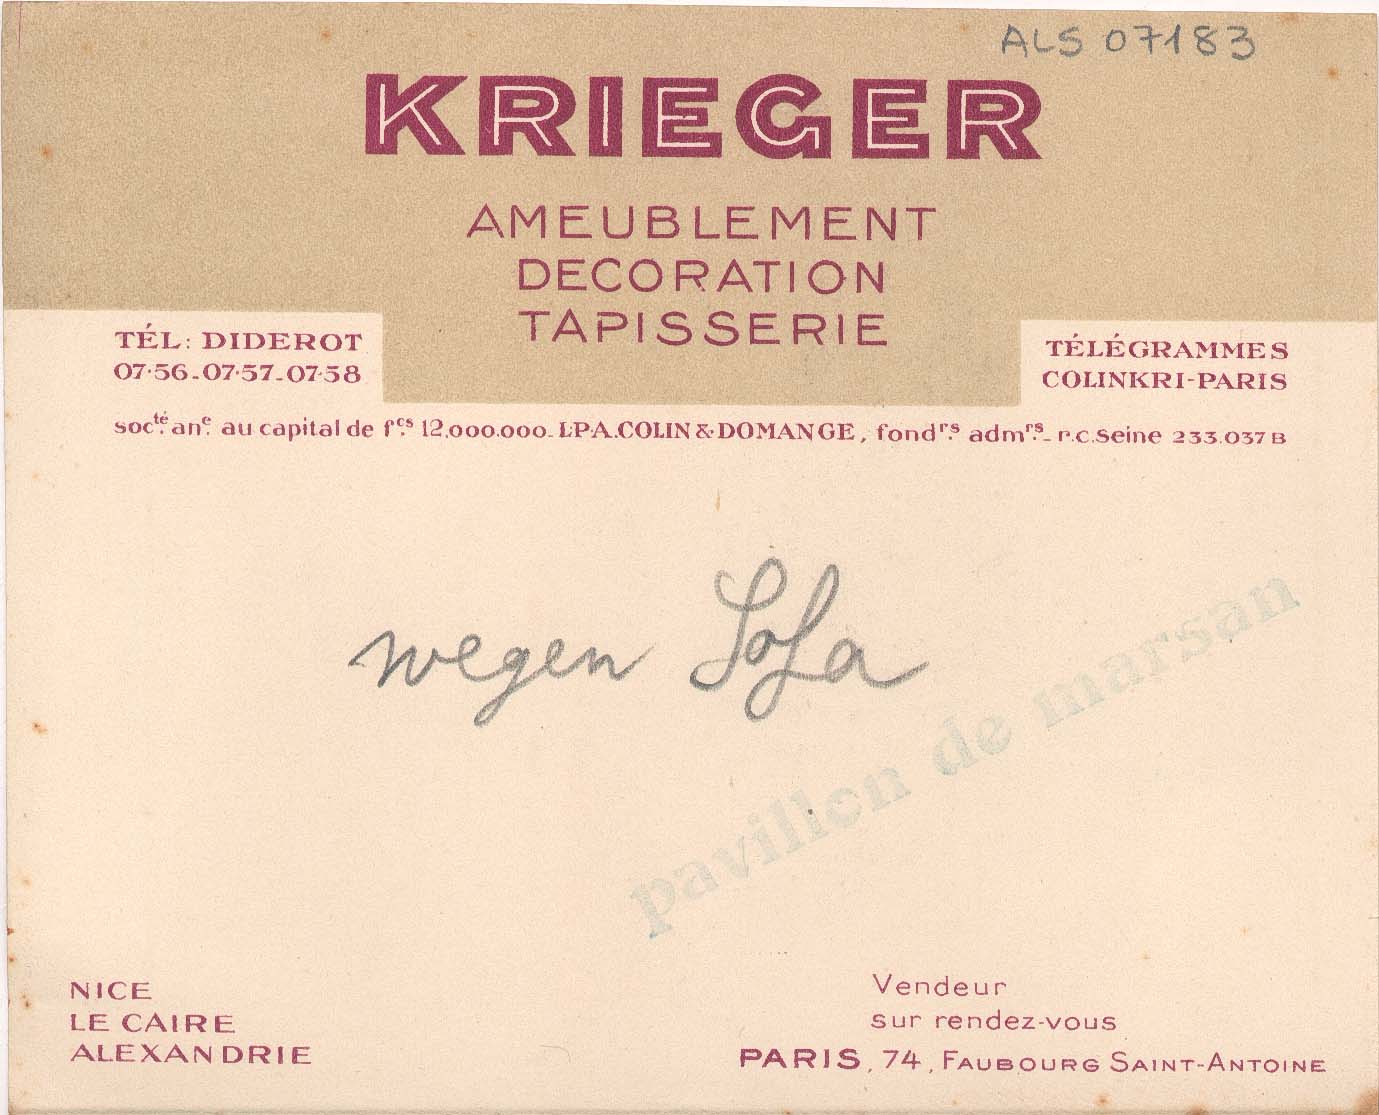 ALS 07183
KRIEGER
AMEUBLEMENT
DECORATION
TAPISSERIE
TÉL: DIDEROT
07·56-07·57-07·58
TÉLÉGRAMMES
COLINKRI-PARIS
socté. ane. au capital de fcs. 12.000.000- L·P·A.COLIN & DOMANGE, fondrs. admrs.- r.c.seine 233.037 B
wegen Sofa
pavillon de marsan
NICE
LE CAIRE
ALEXANDRIE
Vendeur
sur rendez-vous
PARIS, 74, FAUBOURG SAINT-ANTOINE